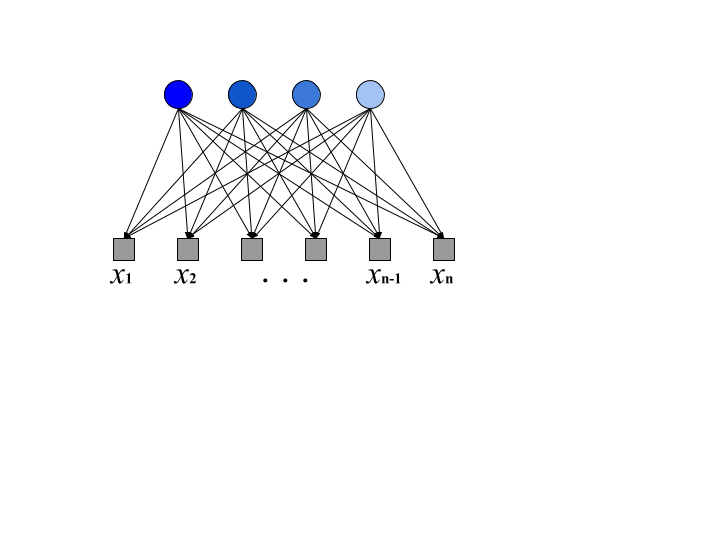 x1 x2 . . . xn-1 xn